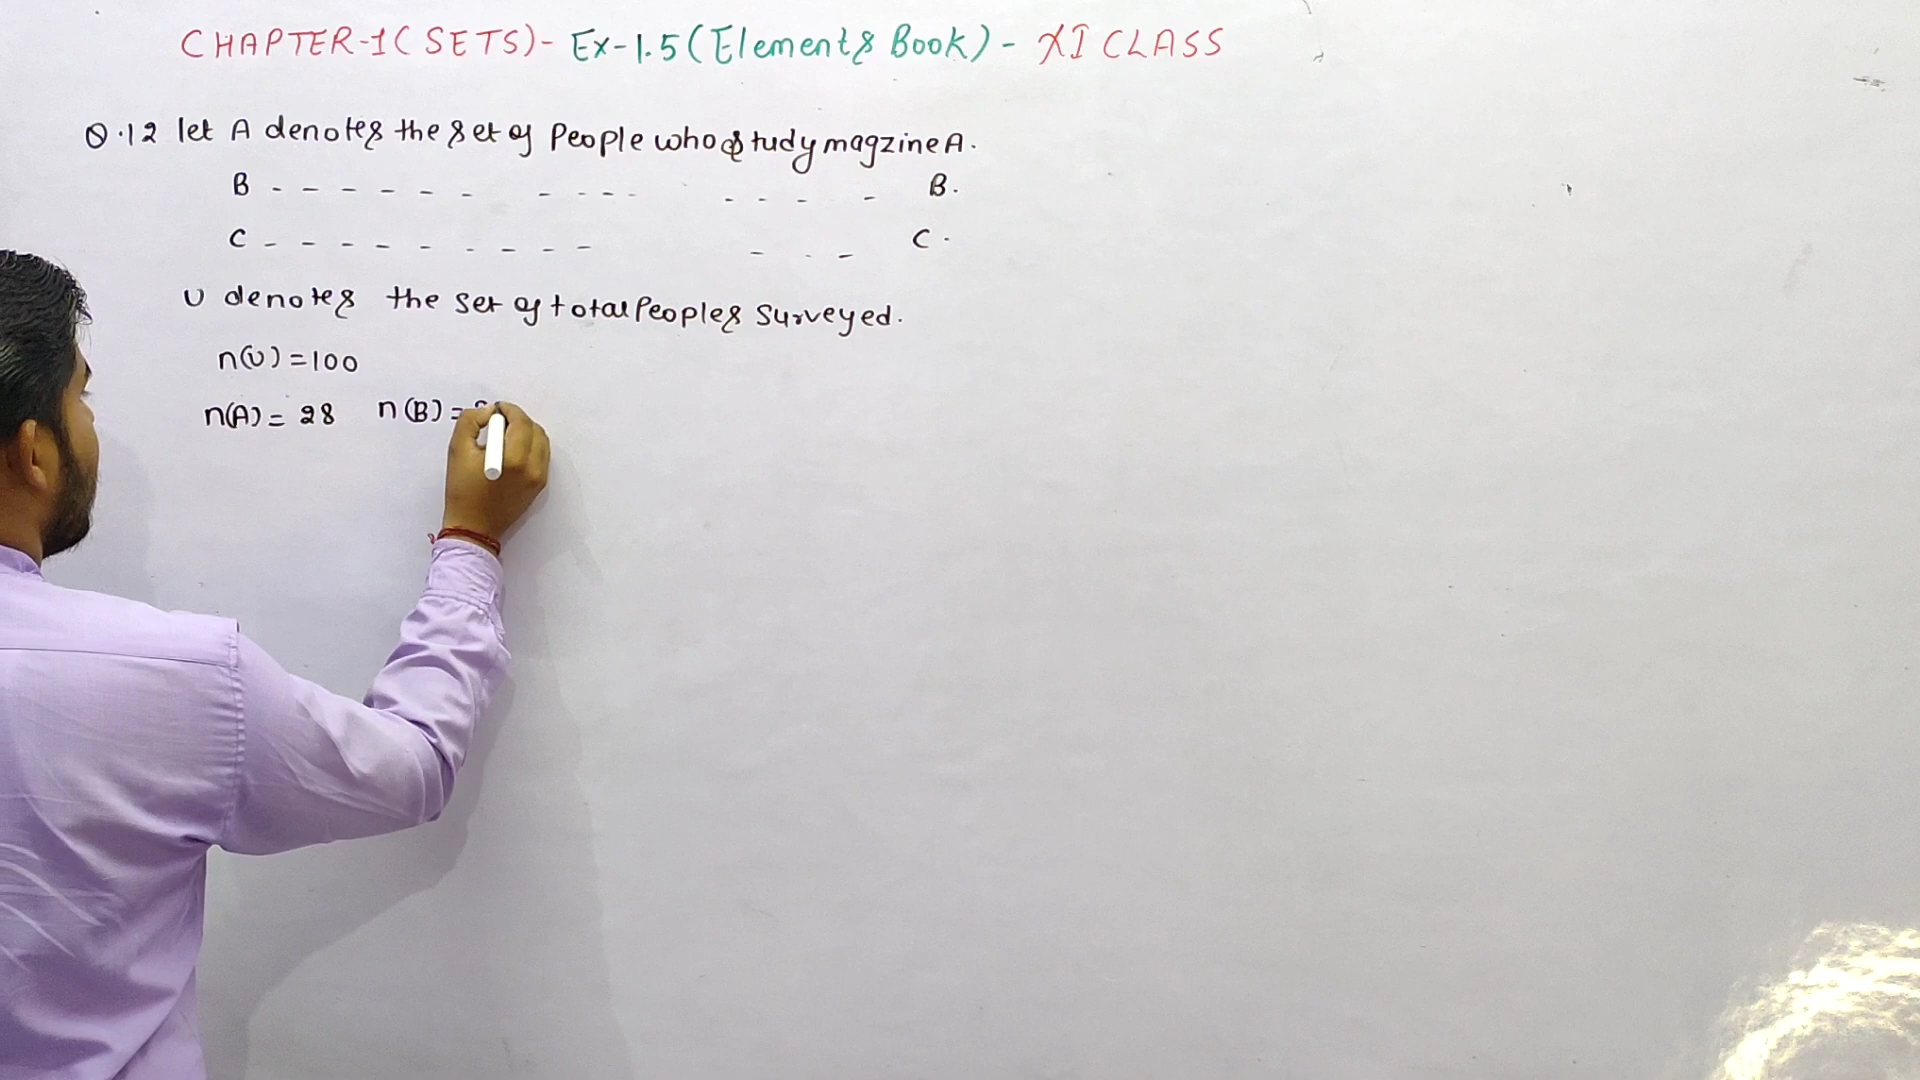 CHAPTER-1(SETS)- Ex-1.5(Elements Book)- XI CLASS
Q.12 let A denotes the set of People who study magzine A.
B - - - - - - - - - - - - - - B.
C - - - - - - - - - - - - C.
U denotes the set of total Peoples surveyed.
n(U)=100
n(A)= 28 n(B)=